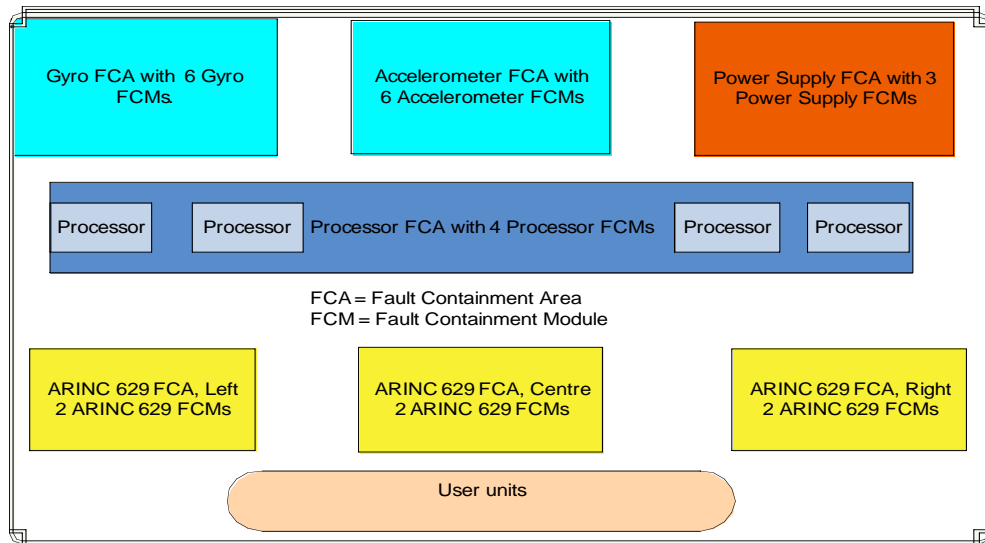 Gyro FCA with 6 Gyro
FCMs.
Accelerometer FCA with
6 Accelerometer FCMs
Power Supply FCA with 3
Power Supply FCMs
Processor
Processor
Processor FCA with 4 Processor FCMs
Processor
Processor
FCA = Fault Containment Area
FCM = Fault Containment Module
ARINC 629 FCA, Left
2 ARINC 629 FCMs
ARINC 629 FCA, Centre
2 ARINC 629 FCMs
ARINC 629 FCA, Right
2 ARINC 629 FCMs
User units